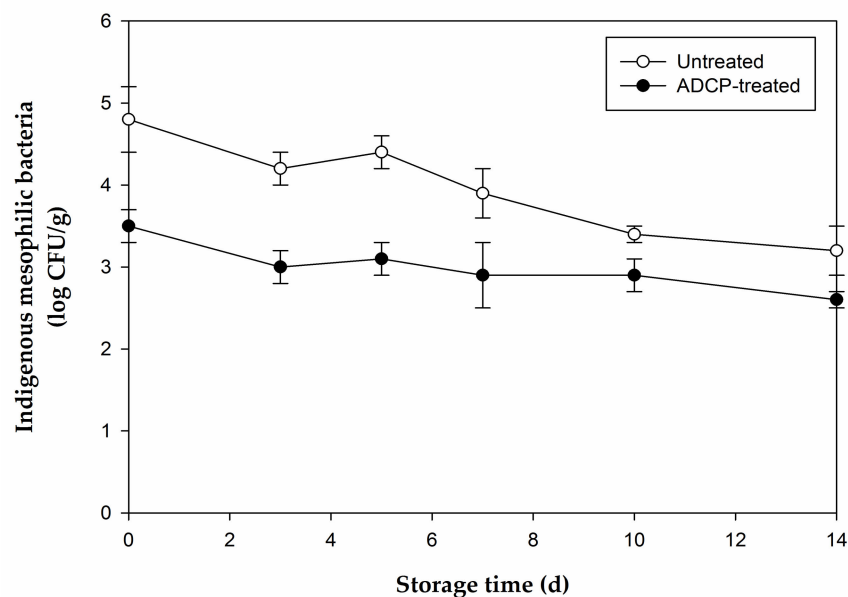 6
5
4
3
2
1
0
Indigenous mesophilic bacteria
(log CFU/g)
Untreated
ADCP-treated
0 2 4 6 8 10 12 14
Storage time (d)